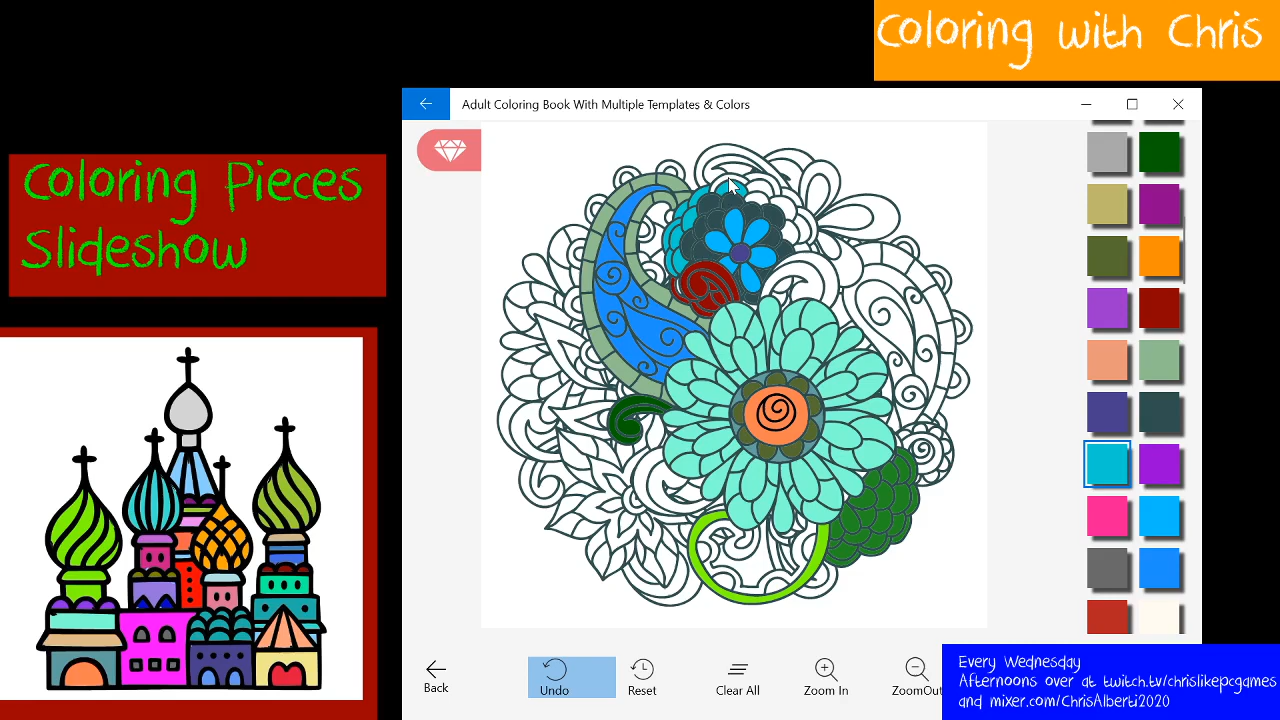 Coloring with Chris
Adult Coloring Book With Multiple Templates & Colors
Coloring Pieces
Slideshow
Back
Undo
Reset
Clear All
Zoom In
ZoomOut
Every Wednesday
Afternoons over at twitch.tv/chrislikepcgames
and mixer.com/ChrisAlberti2020